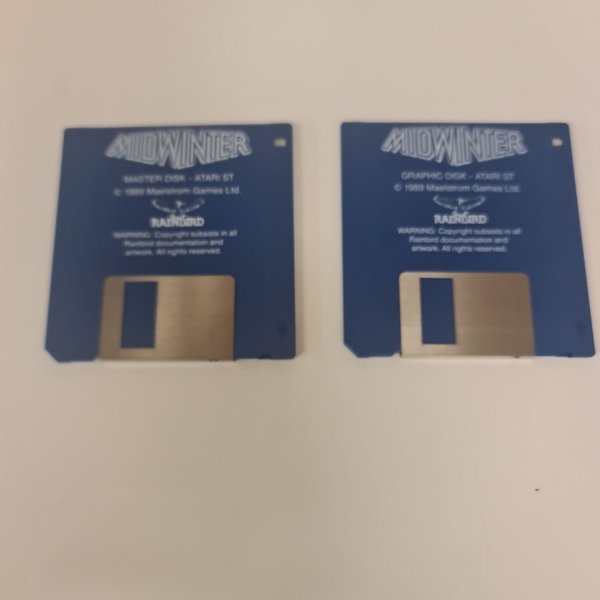 MIDWINTER
MASTER DISK - ATARI ST
© 1989 Maelstrom Games Ltd.
RAINBIRD
WARNING: Copyright subsists in all
Rainbird documentation and
artwork. All rights reserved.
MIDWINTER
GRAPHIC DISK - ATARI ST
© 1989 Maelstrom Games Ltd.
RAINBIRD
WARNING: Copyright subsists in all
Rainbird documentation and
artwork. All rights reserved.